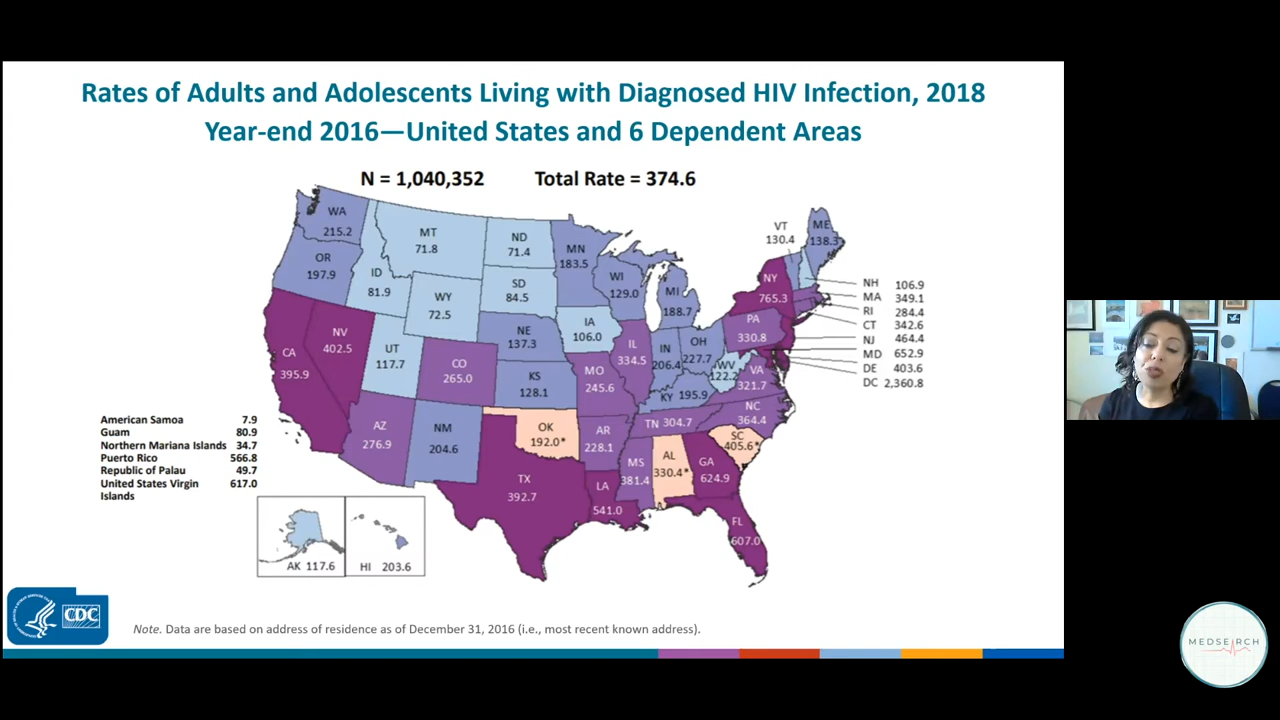 Rates of Adults and Adolescents Living with Diagnosed HIV Infection, 2018
Year-end 2016—United States and 6 Dependent Areas
N = 1,040,352 Total Rate = 374.6
WA
215.2
OR
197.9
MT
71.8
ID
81.9
WY
72.5
ND
71.4
SD
84.5
MN
183.5
WI
129.0
MI
188.7
VT
130.4
ME
138.3
NY
765.3
NH 106.9
MA 349.1
RI 284.4
CT 342.6
NJ 464.4
MD 652.9
DE 403.6
DC 2,360.8
PA
330.8
NV
402.5
CA
395.9
UT
117.7
CO
265.0
NE
137.3
KS
128.1
IA
106.0
MO
245.6
IL
334.5
IN
206.4
OH
227.7
WV
122.2
VA
321.7
KY 195.9
NC
364.4
TN 304.7
SC
405.6*
AZ
276.9
NM
204.6
OK
192.0*
AR
228.1
MS
381.4
AL
330.4*
GA
624.9
TX
392.7
LA
541.0
FL
607.0
American Samoa 7.9
Guam 80.9
Northern Mariana Islands 34.7
Puerto Rico 566.8
Republic of Palau 49.7
United States Virgin 617.0
Islands
AK 117.6
HI 203.6
CDC
Note. Data are based on address of residence as of December 31, 2016 (i.e., most recent known address).
MEDSEARCH